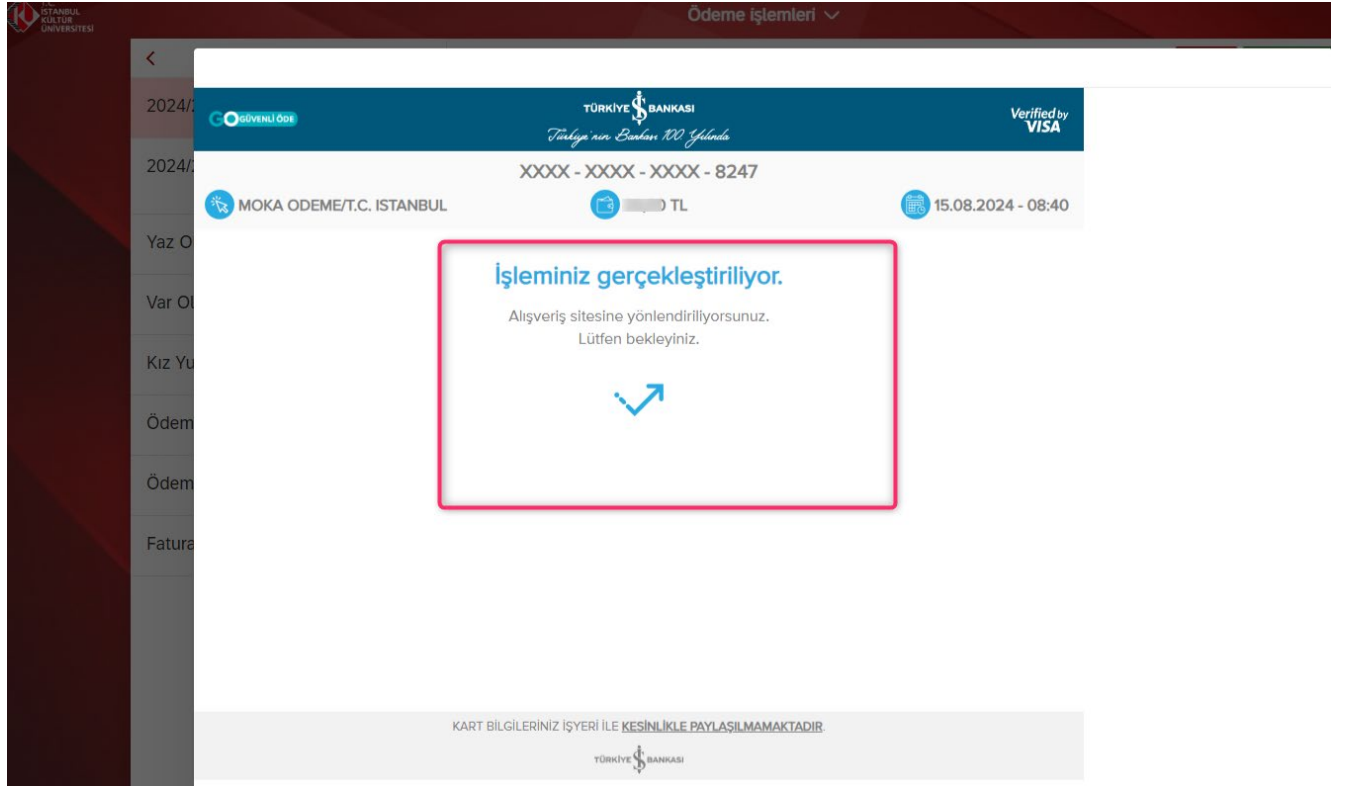 T.C.
İSTANBUL
KÜLTÜR
ÜNİVERSİTESİ
Ödeme işlemleri
2024/
2024/
Yaz O
Var Ol
Kız Yu
Ödem
Ödem
Fatura
GO GÜVENLİ ÖDE
TÜRKİYE İŞ BANKASI
Türkiye'nin Bankası 100 Yılında
Verified by
VISA
XXXX - XXXX - XXXX - 8247
MOKA ODEME/T.C. ISTANBUL
TL
15.08.2024 - 08:40
İşleminiz gerçekleştiriliyor.
Alışveriş sitesine yönlendiriliyorsunuz.
Lütfen bekleyiniz.
KART BİLGİLERİNİZ İŞYERİ İLE KESİNLİKLE PAYLAŞILMAMAKTADIR.
TÜRKİYE İŞ BANKASI